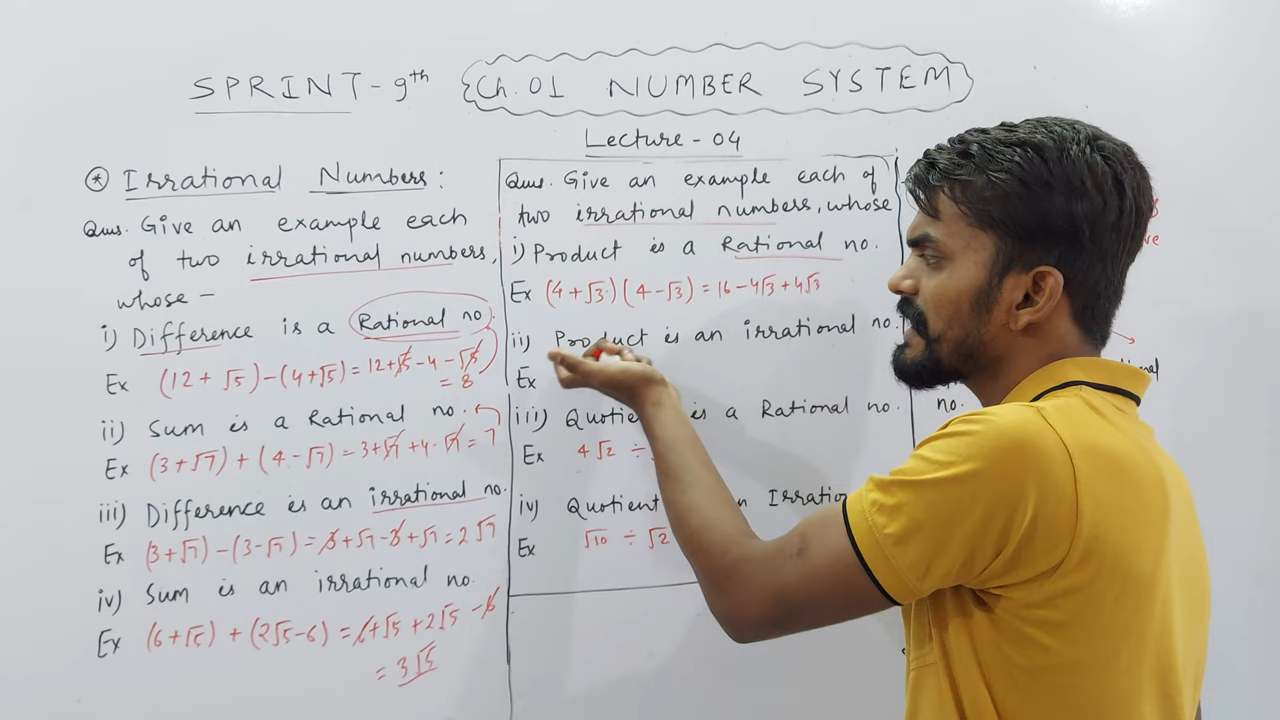 SPRINT - 9th Ch. 01 NUMBER SYSTEM
Lecture - 04
* Irrational Numbers:
Ques. Give an example each
of two irrational numbers,
whose -
i) Difference is a Rational no.
Ex (12 + √5) - (4 + √5) = 12 + √5 - 4 - √5
= 8
ii) Sum is a Rational no.
Ex (3 + √7) + (4 - √7) = 3 + √7 + 4 - √7 = 7
iii) Difference is an irrational no.
Ex (3 + √7) - (3 - √7) = 3 + √7 - 3 + √7 = 2√7
iv) Sum is an irrational no.
Ex (6 + √5) + (2√5 - 6) = 6 + √5 + 2√5 - 6
= 3√5
Ques. Give an example each of
two irrational numbers, whose
i) Product is a Rational no.
Ex (4 + √3) (4 - √3) = 16 - 4√3 + 4√3
ii) Product is an irrational no.
Ex
iii) Quotie is a Rational no.
Ex 4√2 ÷
iv) Quotient n Irratio
Ex √10 ÷ √2
no.